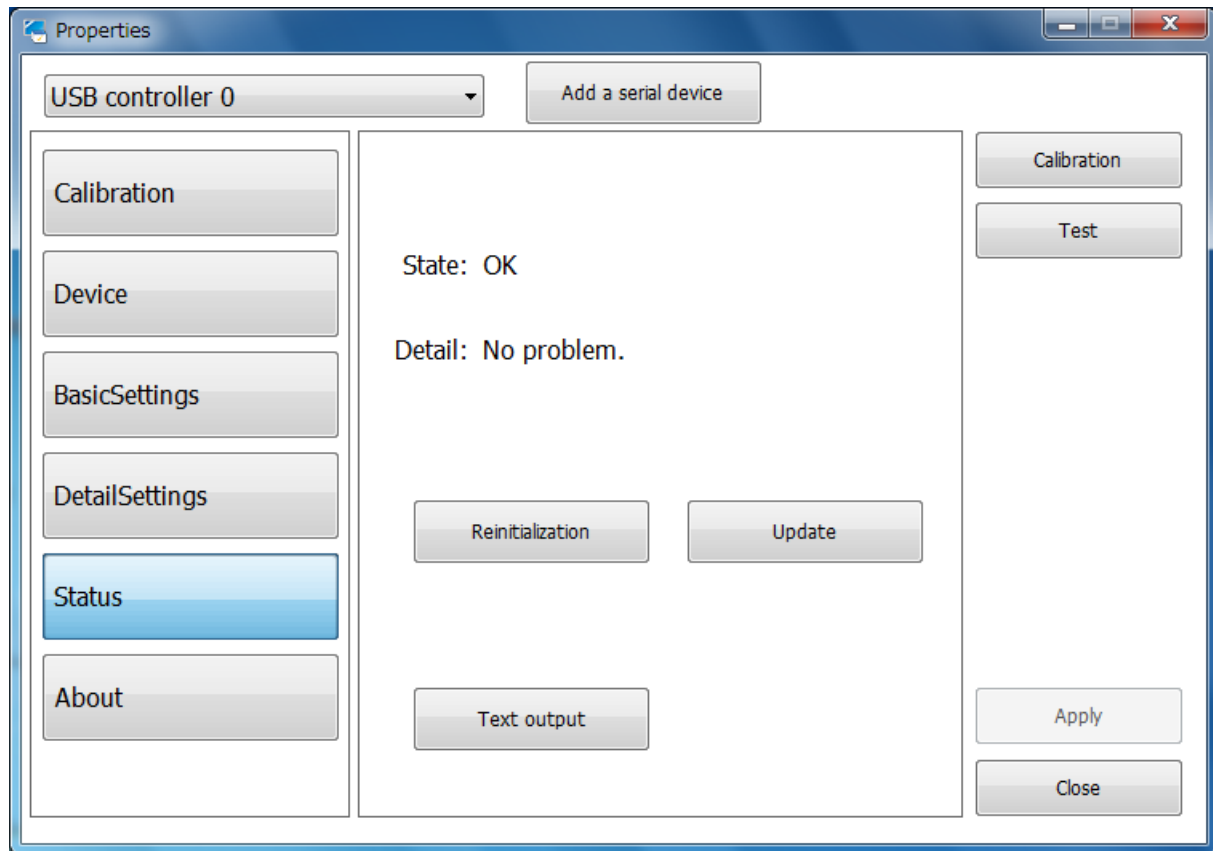 Properties
USB controller 0
Add a serial device
Calibration
Device
BasicSettings
DetailSettings
Status
About
State: OK
Detail: No problem.
Reinitialization
Update
Text output
Calibration
Test
Apply
Close